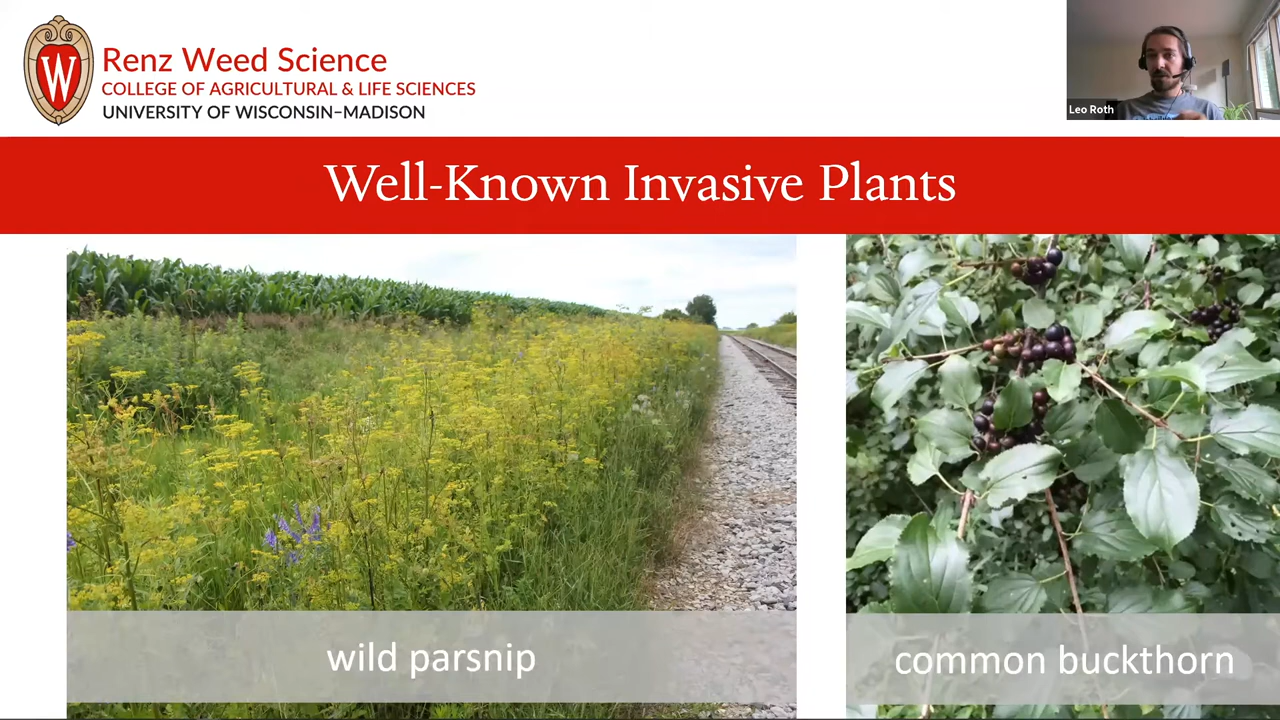 W
Renz Weed Science
COLLEGE OF AGRICULTURAL & LIFE SCIENCES
UNIVERSITY OF WISCONSIN–MADISON
Leo Roth
Well-Known Invasive Plants
wild parsnip
common buckthorn